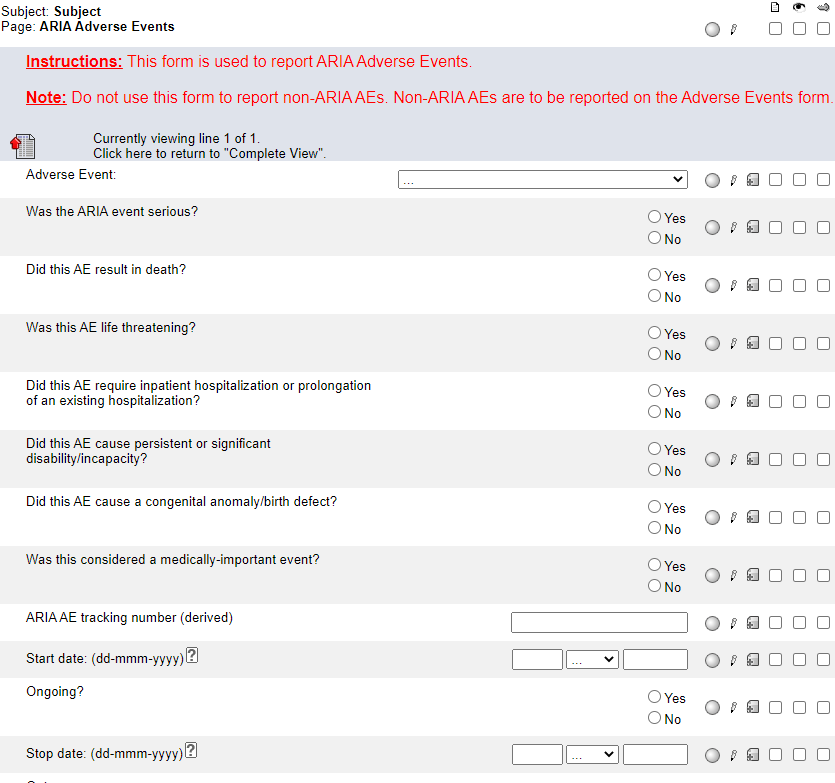 Subject: Subject
Page: ARIA Adverse Events
Instructions: This form is used to report ARIA Adverse Events.
Note: Do not use this form to report non-ARIA AEs. Non-ARIA AEs are to be reported on the Adverse Events form.
Currently viewing line 1 of 1.
Click here to return to "Complete View".
Adverse Event:
...
Was the ARIA event serious?
Yes
No
Did this AE result in death?
Yes
No
Was this AE life threatening?
Yes
No
Did this AE require inpatient hospitalization or prolongation
of an existing hospitalization?
Yes
No
Did this AE cause persistent or significant
disability/incapacity?
Yes
No
Did this AE cause a congenital anomaly/birth defect?
Yes
No
Was this considered a medically-important event?
Yes
No
ARIA AE tracking number (derived)
Start date: (dd-mmm-yyyy) ?
...
Ongoing?
Yes
No
Stop date: (dd-mmm-yyyy) ?
...